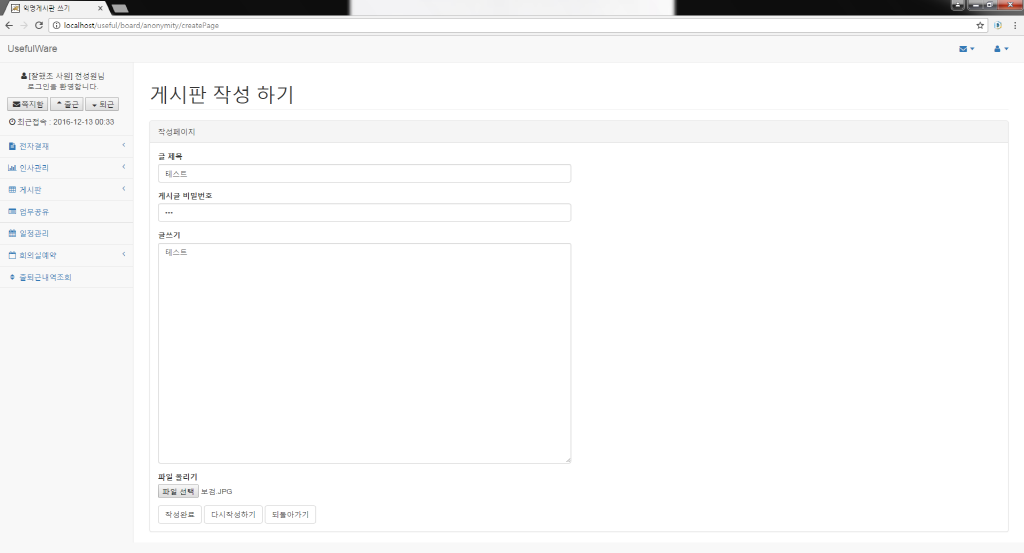 익명게시판 쓰기
localhost/useful/board/anonymity/createPage
UsefulWare
[잘했조 사원] 전성원님
로그인을 환영합니다.
쪽지함 출근 퇴근
최근접속 : 2016-12-13 00:33
전자결재
인사관리
게시판
업무공유
일정관리
회의실예약
출퇴근내역조회
게시판 작성 하기
작성페이지
글 제목
테스트
게시글 비밀번호
•••
글쓰기
테스트
파일 올리기
파일 선택 보검.JPG
작성완료 다시작성하기 되돌아가기